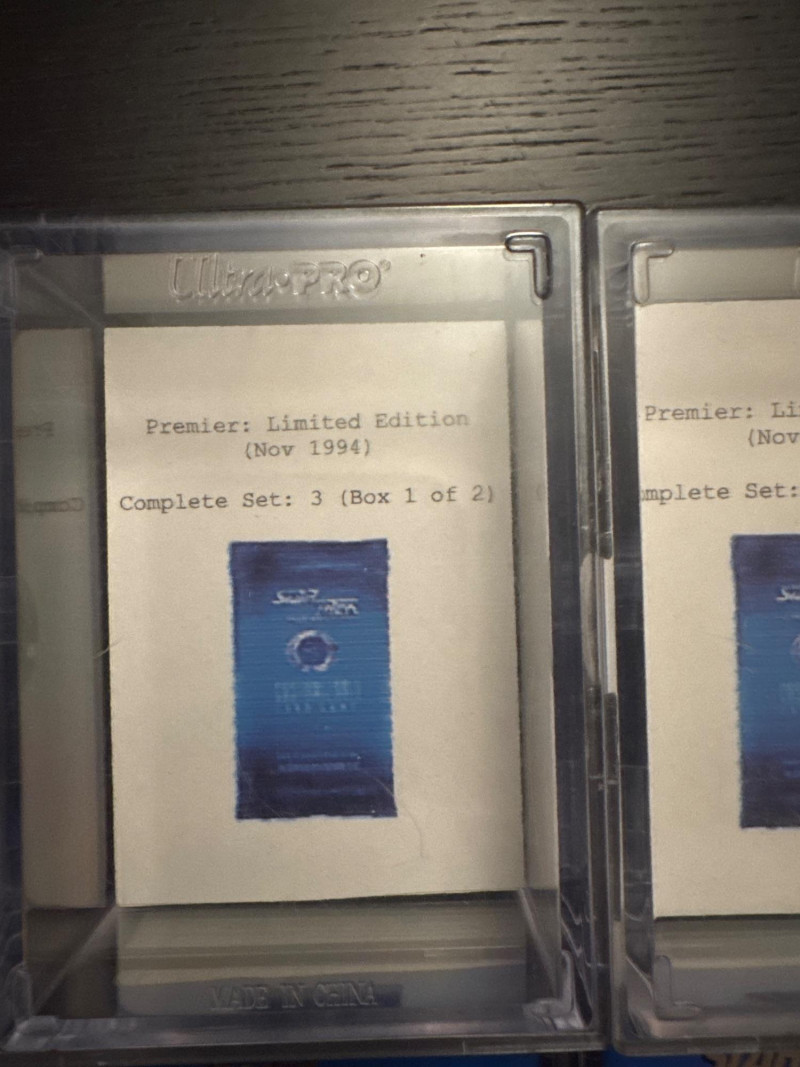 Ultra•PRO®
Premier: Limited Edition
(Nov 1994)
Complete Set: 3 (Box 1 of 2)
MADE IN CHINA
Premier: Li
(Nov
mplete Set: